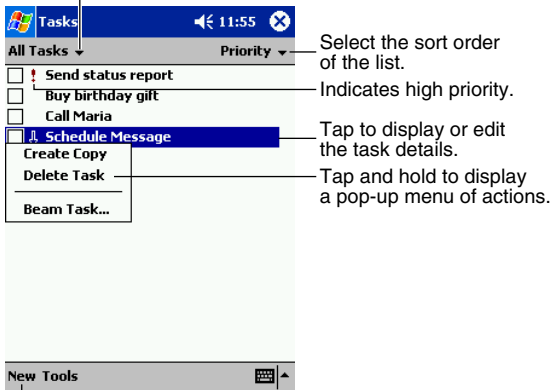 Tasks 11:55
All Tasks Priority
Send status report
Buy birthday gift
Call Maria
Schedule Message
Create Copy
Delete Task
Beam Task...
New Tools
Select the sort order
of the list.
Indicates high priority.
Tap to display or edit
the task details.
Tap and hold to display
a pop-up menu of actions.